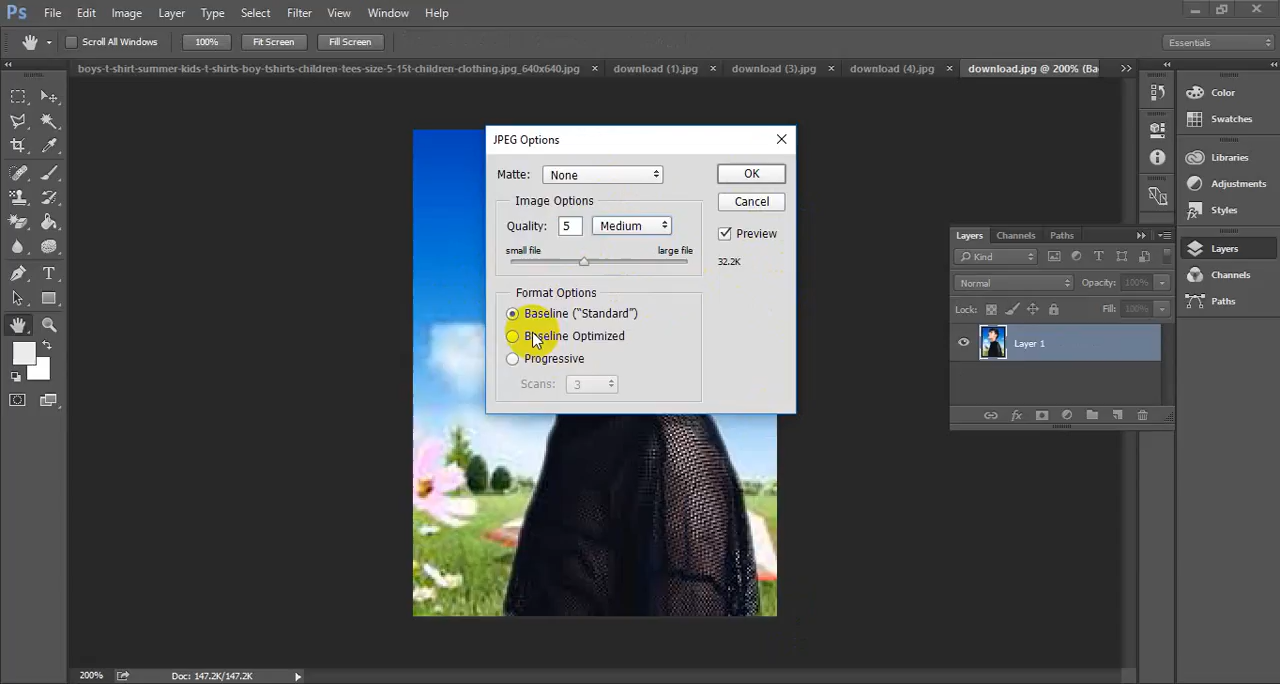 Ps File Edit Image Layer Type Select Filter View Window Help
Scroll All Windows 100% Fit Screen Fill Screen Essentials
boys-t-shirt-summer-kids-t-shirts-boy-tshirts-children-tees-size-5-15t-children-clothing.jpg_640x640.jpg download (1).jpg download (3).jpg download (4).jpg download.jpg @ 200% (Ba
JPEG Options
Matte: None
OK
Image Options
Cancel
Quality: 5 Medium
Preview
small file large file
32.2K
Format Options
Baseline ("Standard")
Baseline Optimized
Progressive
Scans: 3
Color
Swatches
Libraries
Adjustments
Styles
Layers
Channels
Paths
Layers Channels Paths
Kind
Normal Opacity: 100%
Lock: Fill: 100%
Layer 1
200% Doc: 147.2K/147.2K